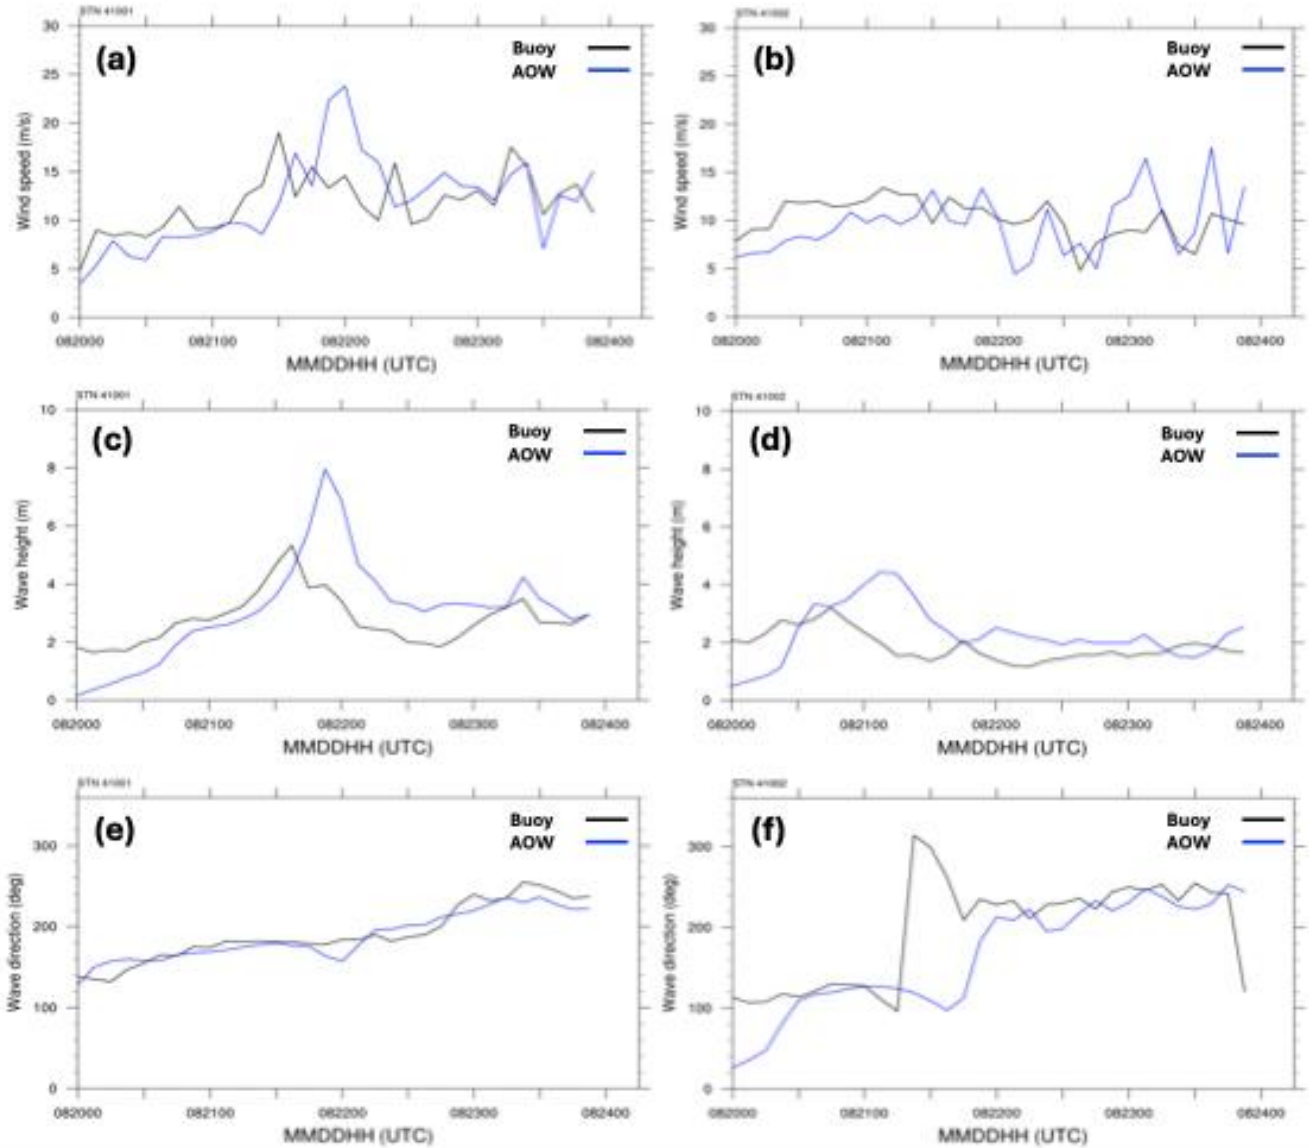 STN 41001
(a)
Buoy
AOW
30
25
20
15
10
5
0
Wind speed (m/s)
082000 082100 082200 082300 082400
MMDDHH (UTC)
STN 41002
(b)
Buoy
AOW
30
25
20
15
10
5
0
Wind speed (m/s)
082000 082100 082200 082300 082400
MMDDHH (UTC)
STN 41001
(c)
Buoy
AOW
10
8
6
4
2
0
Wave height (m)
082000 082100 082200 082300 082400
MMDDHH (UTC)
STN 41002
(d)
Buoy
AOW
10
8
6
4
2
0
Wave height (m)
082000 082100 082200 082300 082400
MMDDHH (UTC)
STN 41001
(e)
Buoy
AOW
300
200
100
0
Wave direction (deg)
082000 082100 082200 082300 082400
MMDDHH (UTC)
STN 41002
(f)
Buoy
AOW
300
200
100
0
Wave direction (deg)
082000 082100 082200 082300 082400
MMDDHH (UTC)